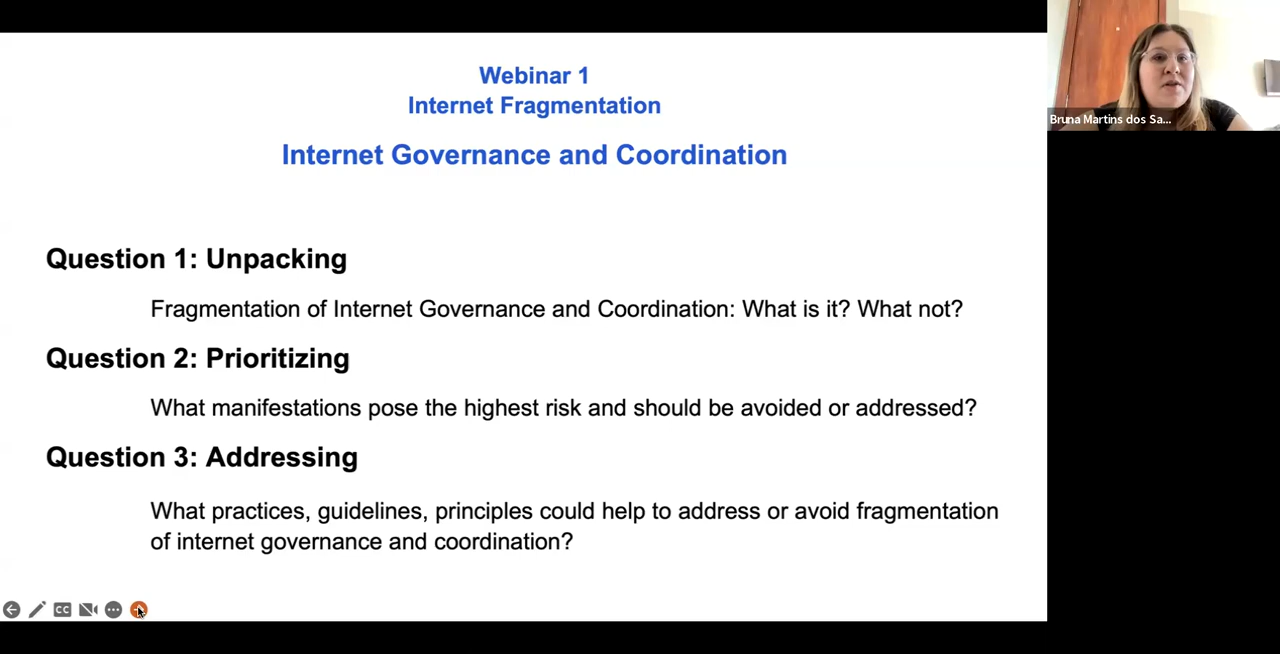 Webinar 1
Internet Fragmentation
Internet Governance and Coordination
Question 1: Unpacking
Fragmentation of Internet Governance and Coordination: What is it? What not?
Question 2: Prioritizing
What manifestations pose the highest risk and should be avoided or addressed?
Question 3: Addressing
What practices, guidelines, principles could help to address or avoid fragmentation
of internet governance and coordination?
CC
Bruna Martins dos Sa...